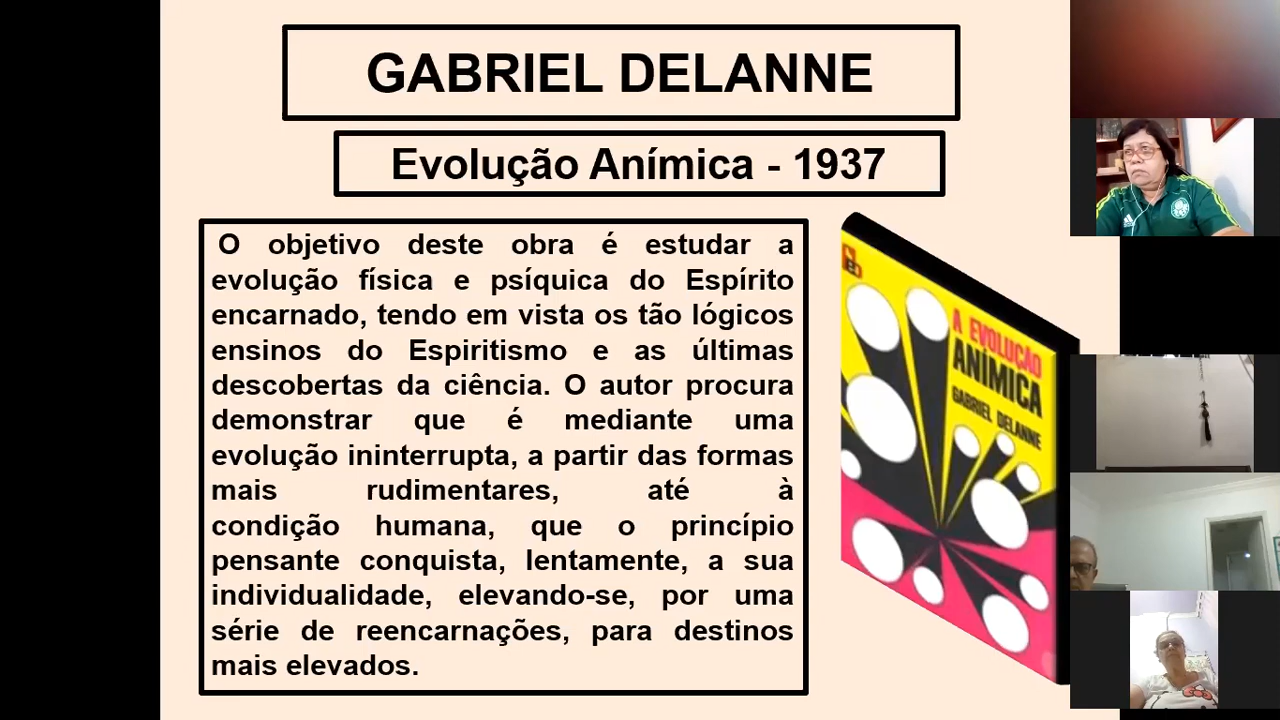 GABRIEL DELANNE
Evolução Anímica - 1937
O objetivo deste obra é estudar a
evolução física e psíquica do Espírito
encarnado, tendo em vista os tão lógicos
ensinos do Espiritismo e as últimas
descobertas da ciência. O autor procura
demonstrar que é mediante uma
evolução ininterrupta, a partir das formas
mais rudimentares, até à
condição humana, que o princípio
pensante conquista, lentamente, a sua
individualidade, elevando-se, por uma
série de reencarnações, para destinos
mais elevados.
A EVOLUÇÃO
ANÍMICA
GABRIEL DELANNE